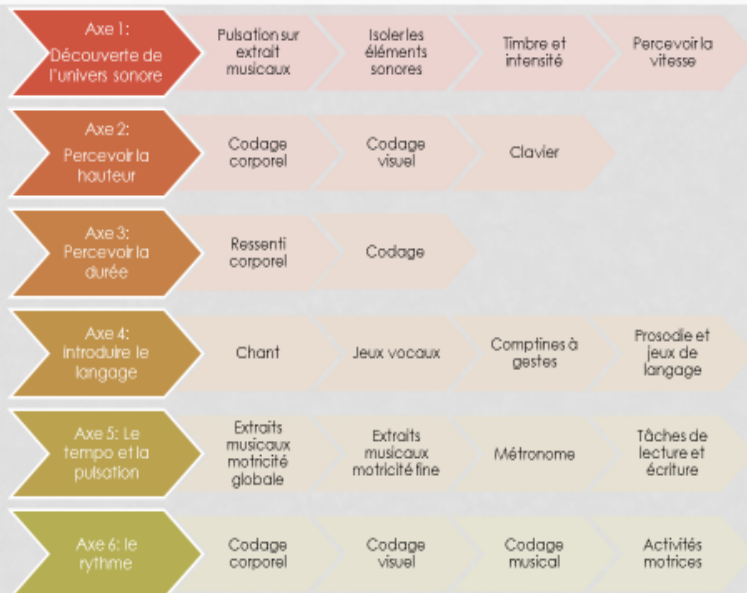 Axe 1:
Découverte de
l'univers sonore
Pulsation sur
extrait
musicaux
Isoler les
éléments
sonores
Timbre et
intensité
Percevoir la
vitesse
Axe 2:
Percevoir la
hauteur
Codage
corporel
Codage
visuel
Clavier
Axe 3:
Percevoir la
durée
Ressenti
corporel
Codage
Axe 4:
Introduire le
langage
Chant
Jeux vocaux
Comptines à
gestes
Prosodie et
jeux de
langage
Axe 5: Le
tempo et la
pulsation
Extraits
musicaux
motricité
globale
Extraits
musicaux
motricité fine
Métronome
Tâches de
lecture et
écriture
Axe 6: le
rythme
Codage
corporel
Codage
visuel
Codage
musical
Activités
motrices